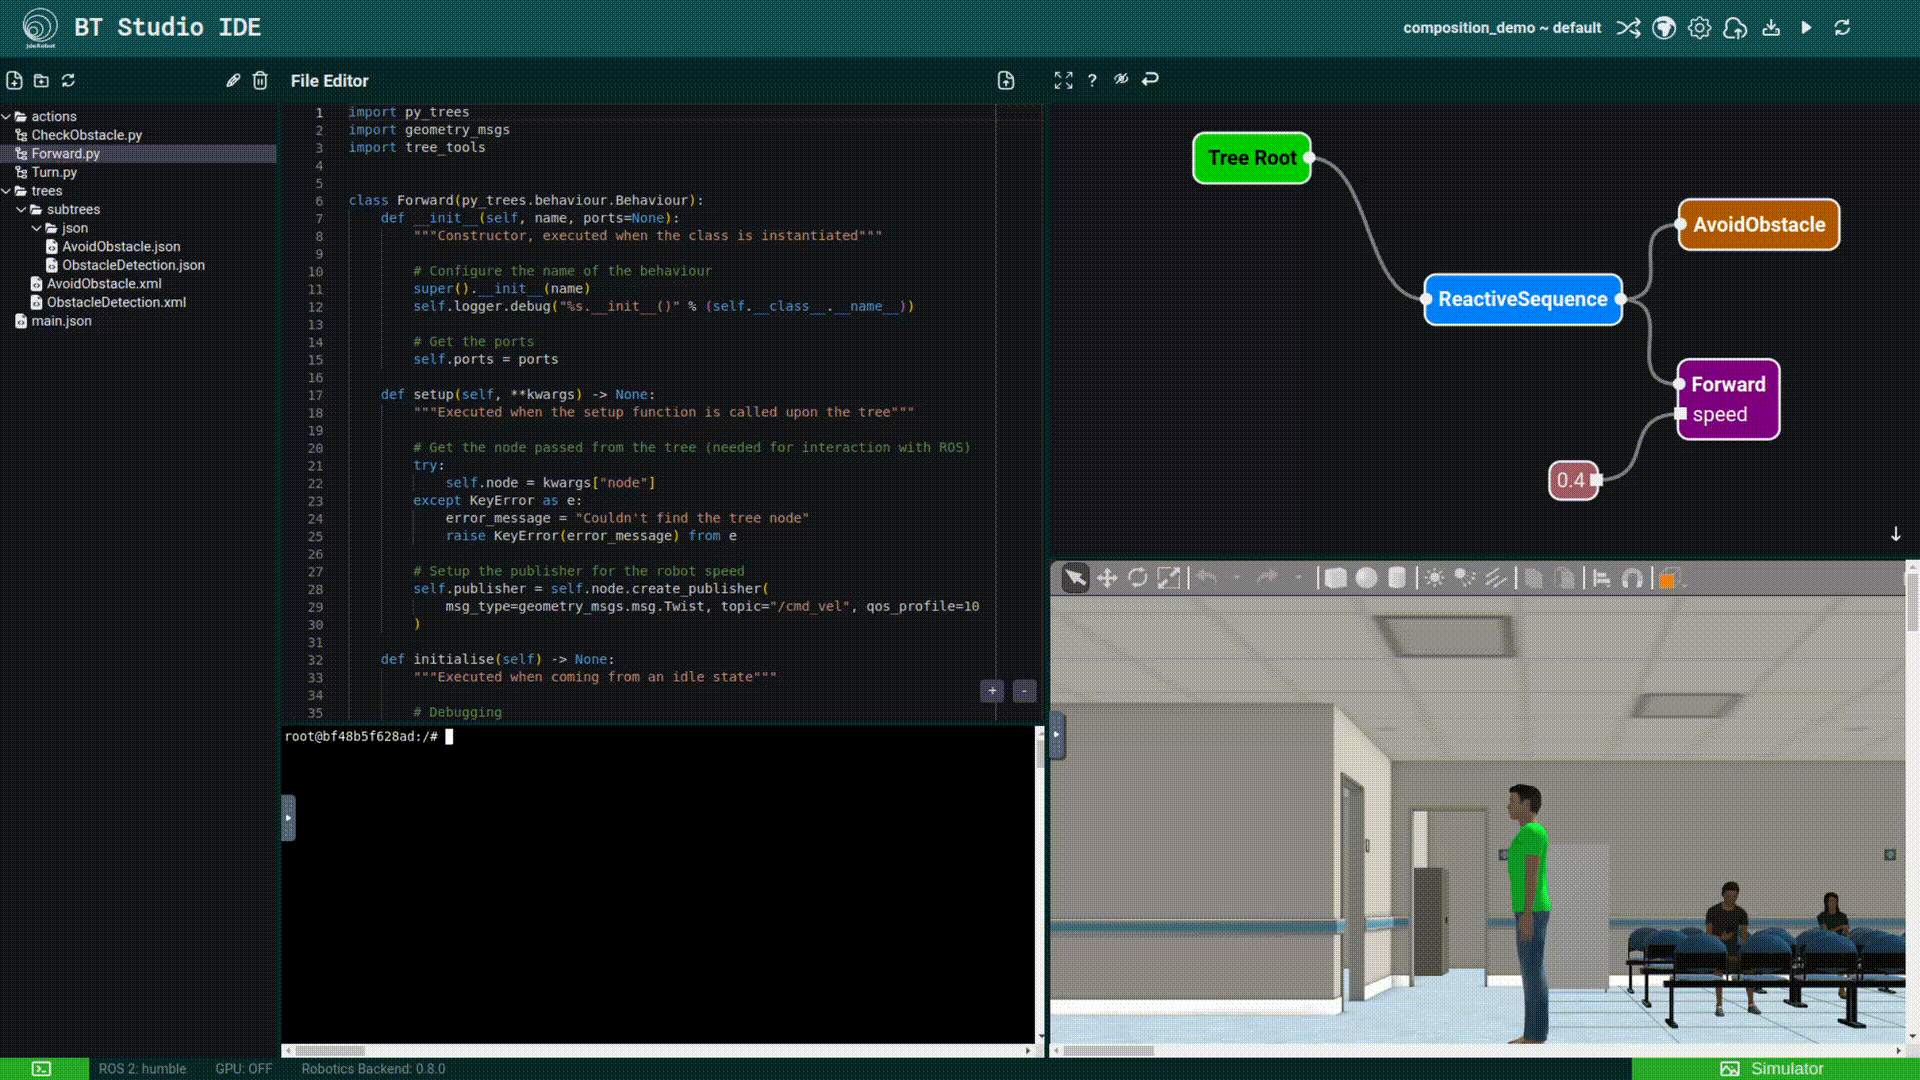 JdeRobot
BT Studio IDE
composition_demo ~ default
File Editor
?
actions
CheckObstacle.py
Forward.py
Turn.py
trees
subtrees
json
AvoidObstacle.json
ObstacleDetection.json
AvoidObstacle.xml
ObstacleDetection.xml
main.json
1 import py_trees
2 import geometry_msgs
3 import tree_tools
4
5
6 class Forward(py_trees.behaviour.Behaviour):
7 def __init__(self, name, ports=None):
8 """Constructor, executed when the class is instantiated"""
9
10 # Configure the name of the behaviour
11 super().__init__(name)
12 self.logger.debug("%s.__init__()" % (self.__class__.__name__))
13
14 # Get the ports
15 self.ports = ports
16
17 def setup(self, **kwargs) -> None:
18 """Executed when the setup function is called upon the tree"""
19
20 # Get the node passed from the tree (needed for interaction with ROS)
21 try:
22 self.node = kwargs["node"]
23 except KeyError as e:
24 error_message = "Couldn't find the tree node"
25 raise KeyError(error_message) from e
26
27 # Setup the publisher for the robot speed
28 self.publisher = self.node.create_publisher(
29 msg_type=geometry_msgs.msg.Twist, topic="/cmd_vel", qos_profile=10
30 )
31
32 def initialise(self) -> None:
33 """Executed when coming from an idle state"""
34
35 # Debugging
+ -
root@bf48b5f628ad:/#
Tree Root
AvoidObstacle
ReactiveSequence
Forward
speed
0.4
ROS 2: humble GPU: OFF Robotics Backend: 0.8.0
Simulator